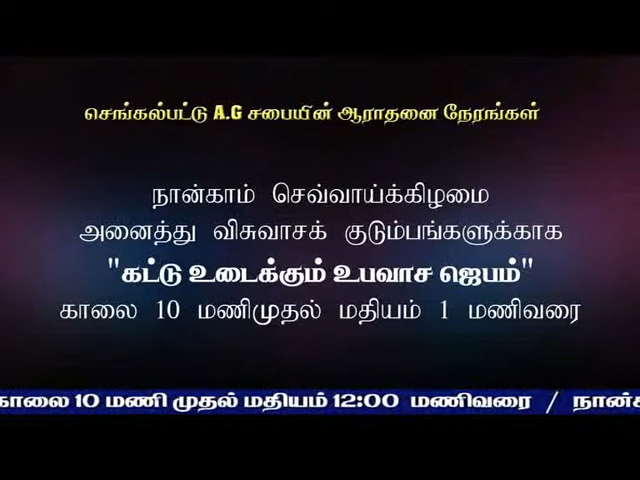 செங்கல்பட்டு A.G சபையின் ஆராதனை நேரங்கள்
நான்காம் செவ்வாய்க்கிழமை
அனைத்து விசுவாசக் குடும்பங்களுக்காக
"கட்டு உடைக்கும் உபவாச ஜெபம்"
காலை 10 மணிமுதல் மதியம் 1 மணிவரை
காலை 10 மணி முதல் மதியம் 12:00 மணிவரை / நான்க